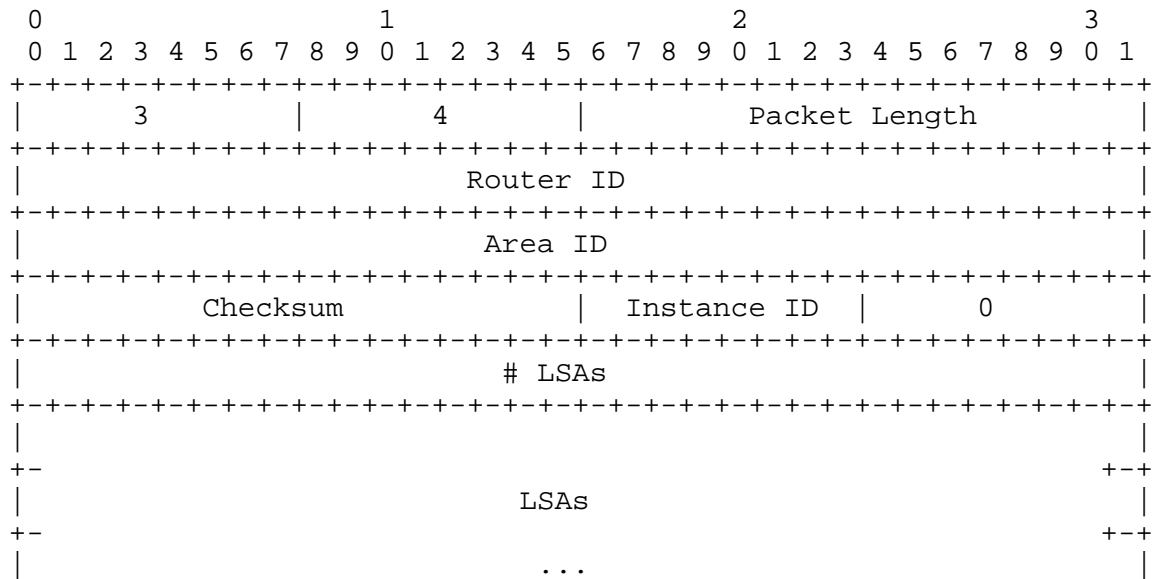 0                   1                   2                   3
 0 1 2 3 4 5 6 7 8 9 0 1 2 3 4 5 6 7 8 9 0 1 2 3 4 5 6 7 8 9 0 1
+-+-+-+-+-+-+-+-+-+-+-+-+-+-+-+-+-+-+-+-+-+-+-+-+-+-+-+-+-+-+-+-+
|       3       |       4       |         Packet Length         |
+-+-+-+-+-+-+-+-+-+-+-+-+-+-+-+-+-+-+-+-+-+-+-+-+-+-+-+-+-+-+-+-+
|                         Router ID                             |
+-+-+-+-+-+-+-+-+-+-+-+-+-+-+-+-+-+-+-+-+-+-+-+-+-+-+-+-+-+-+-+-+
|                          Area ID                              |
+-+-+-+-+-+-+-+-+-+-+-+-+-+-+-+-+-+-+-+-+-+-+-+-+-+-+-+-+-+-+-+-+
|          Checksum             |  Instance ID  |      0        |
+-+-+-+-+-+-+-+-+-+-+-+-+-+-+-+-+-+-+-+-+-+-+-+-+-+-+-+-+-+-+-+-+
|                           # LSAs                              |
+-+-+-+-+-+-+-+-+-+-+-+-+-+-+-+-+-+-+-+-+-+-+-+-+-+-+-+-+-+-+-+-+
|                                                               |
+-                                                            +-+
|                            LSAs                               |
+-                                                            +-+
|                             ...                               |